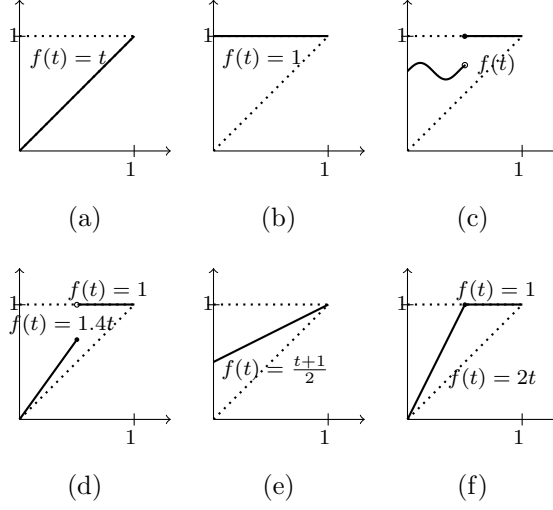 1
f(t) = t
1
(a)
1
f(t) = 1
1
(b)
1
f(t)
1
(c)
1
f(t) = 1
f(t) = 1.4t
1
(d)
1
f(t) = \frac{t+1}{2}
1
(e)
1
f(t) = 1
f(t) = 2t
1
(f)